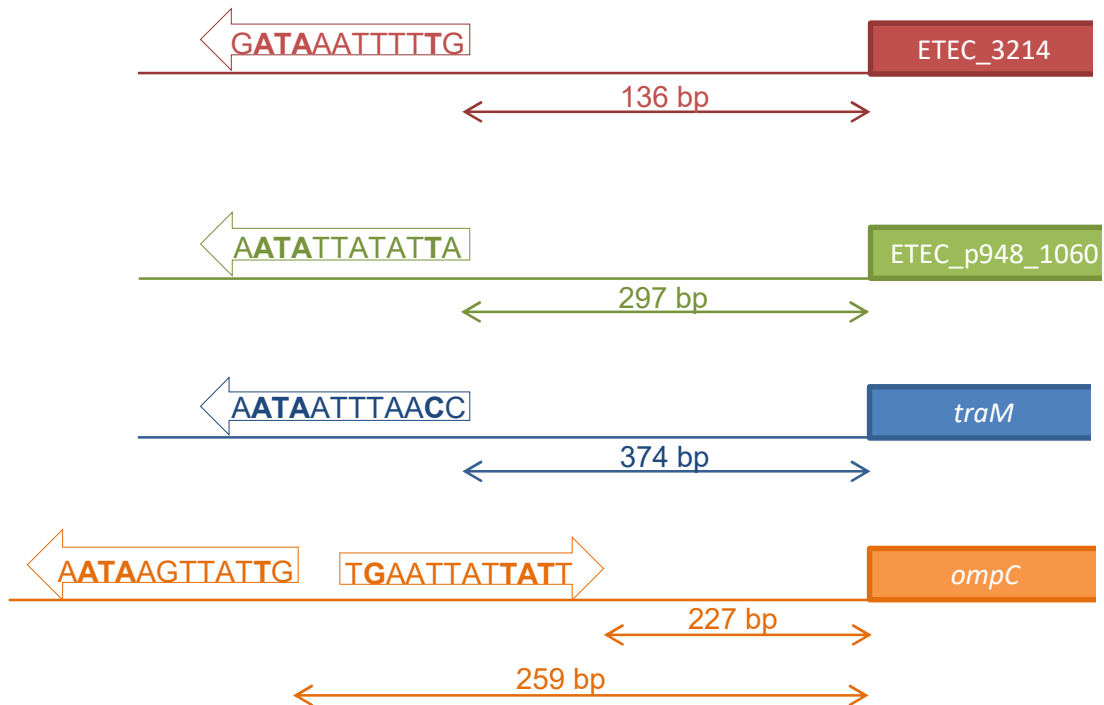 GATAAATTTTTG
ETEC_3214
136 bp
AATATTATATTA
ETEC_p948_1060
297 bp
AATAATTTAACC
traM
374 bp
AATAAGTTATTG
TGAATTATTATT
ompC
227 bp
259 bp